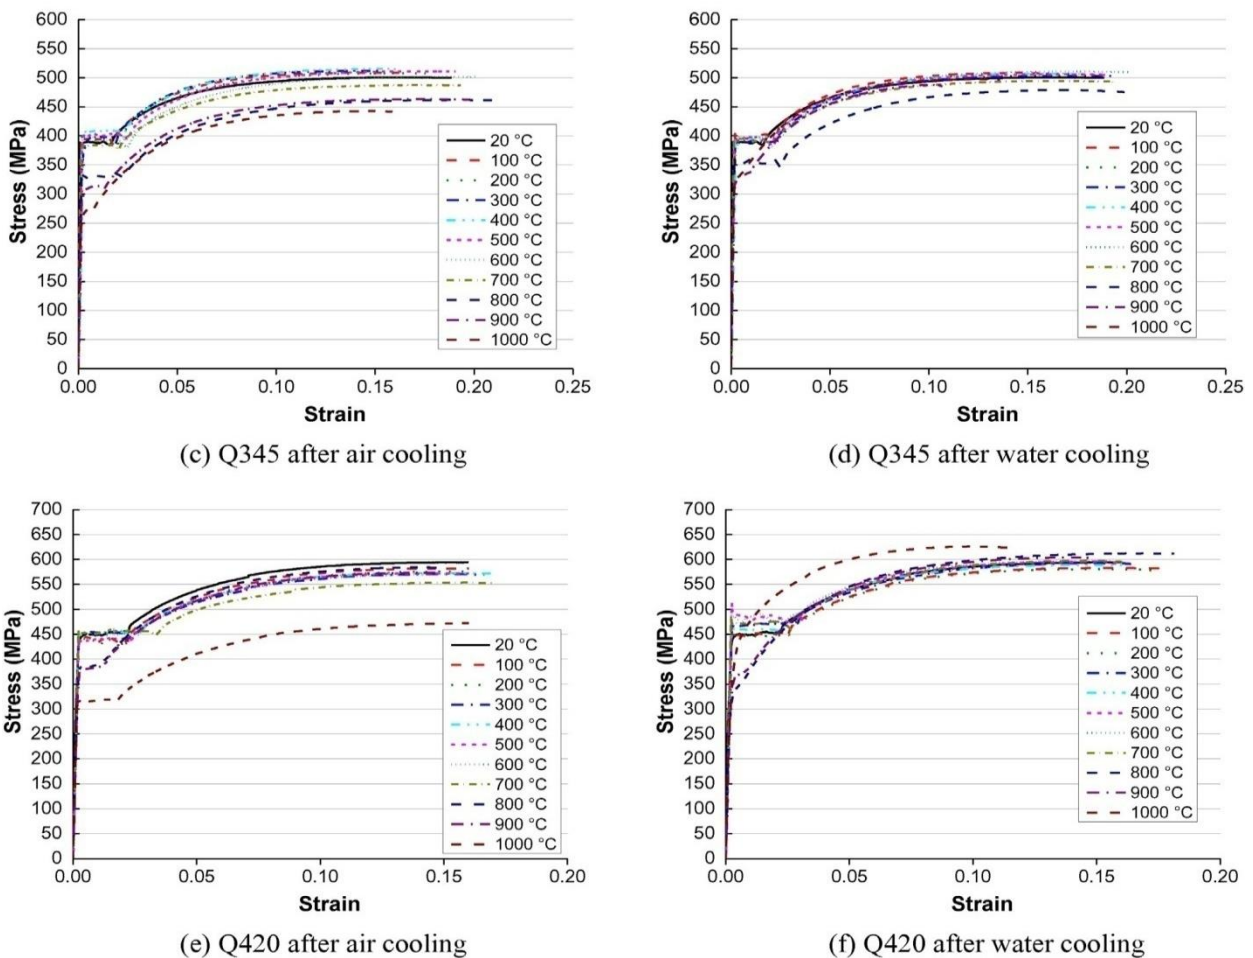 600
550
500
450
400
350
300
250
200
150
100
50
0
Stress (MPa)
0.00 0.05 0.10 0.15 0.20 0.25
Strain
20 °C
100 °C
200 °C
300 °C
400 °C
500 °C
600 °C
700 °C
800 °C
900 °C
1000 °C
(c) Q345 after air cooling
600
550
500
450
400
350
300
250
200
150
100
50
0
Stress (MPa)
0.00 0.05 0.10 0.15 0.20 0.25
Strain
20 °C
100 °C
200 °C
300 °C
400 °C
500 °C
600 °C
700 °C
800 °C
900 °C
1000 °C
(d) Q345 after water cooling
700
650
600
550
500
450
400
350
300
250
200
150
100
50
0
Stress (MPa)
0.00 0.05 0.10 0.15 0.20
Strain
20 °C
100 °C
200 °C
300 °C
400 °C
500 °C
600 °C
700 °C
800 °C
900 °C
1000 °C
(e) Q420 after air cooling
700
650
600
550
500
450
400
350
300
250
200
150
100
50
0
Stress (MPa)
0.00 0.05 0.10 0.15 0.20
Strain
20 °C
100 °C
200 °C
300 °C
400 °C
500 °C
600 °C
700 °C
800 °C
900 °C
1000 °C
(f) Q420 after water cooling